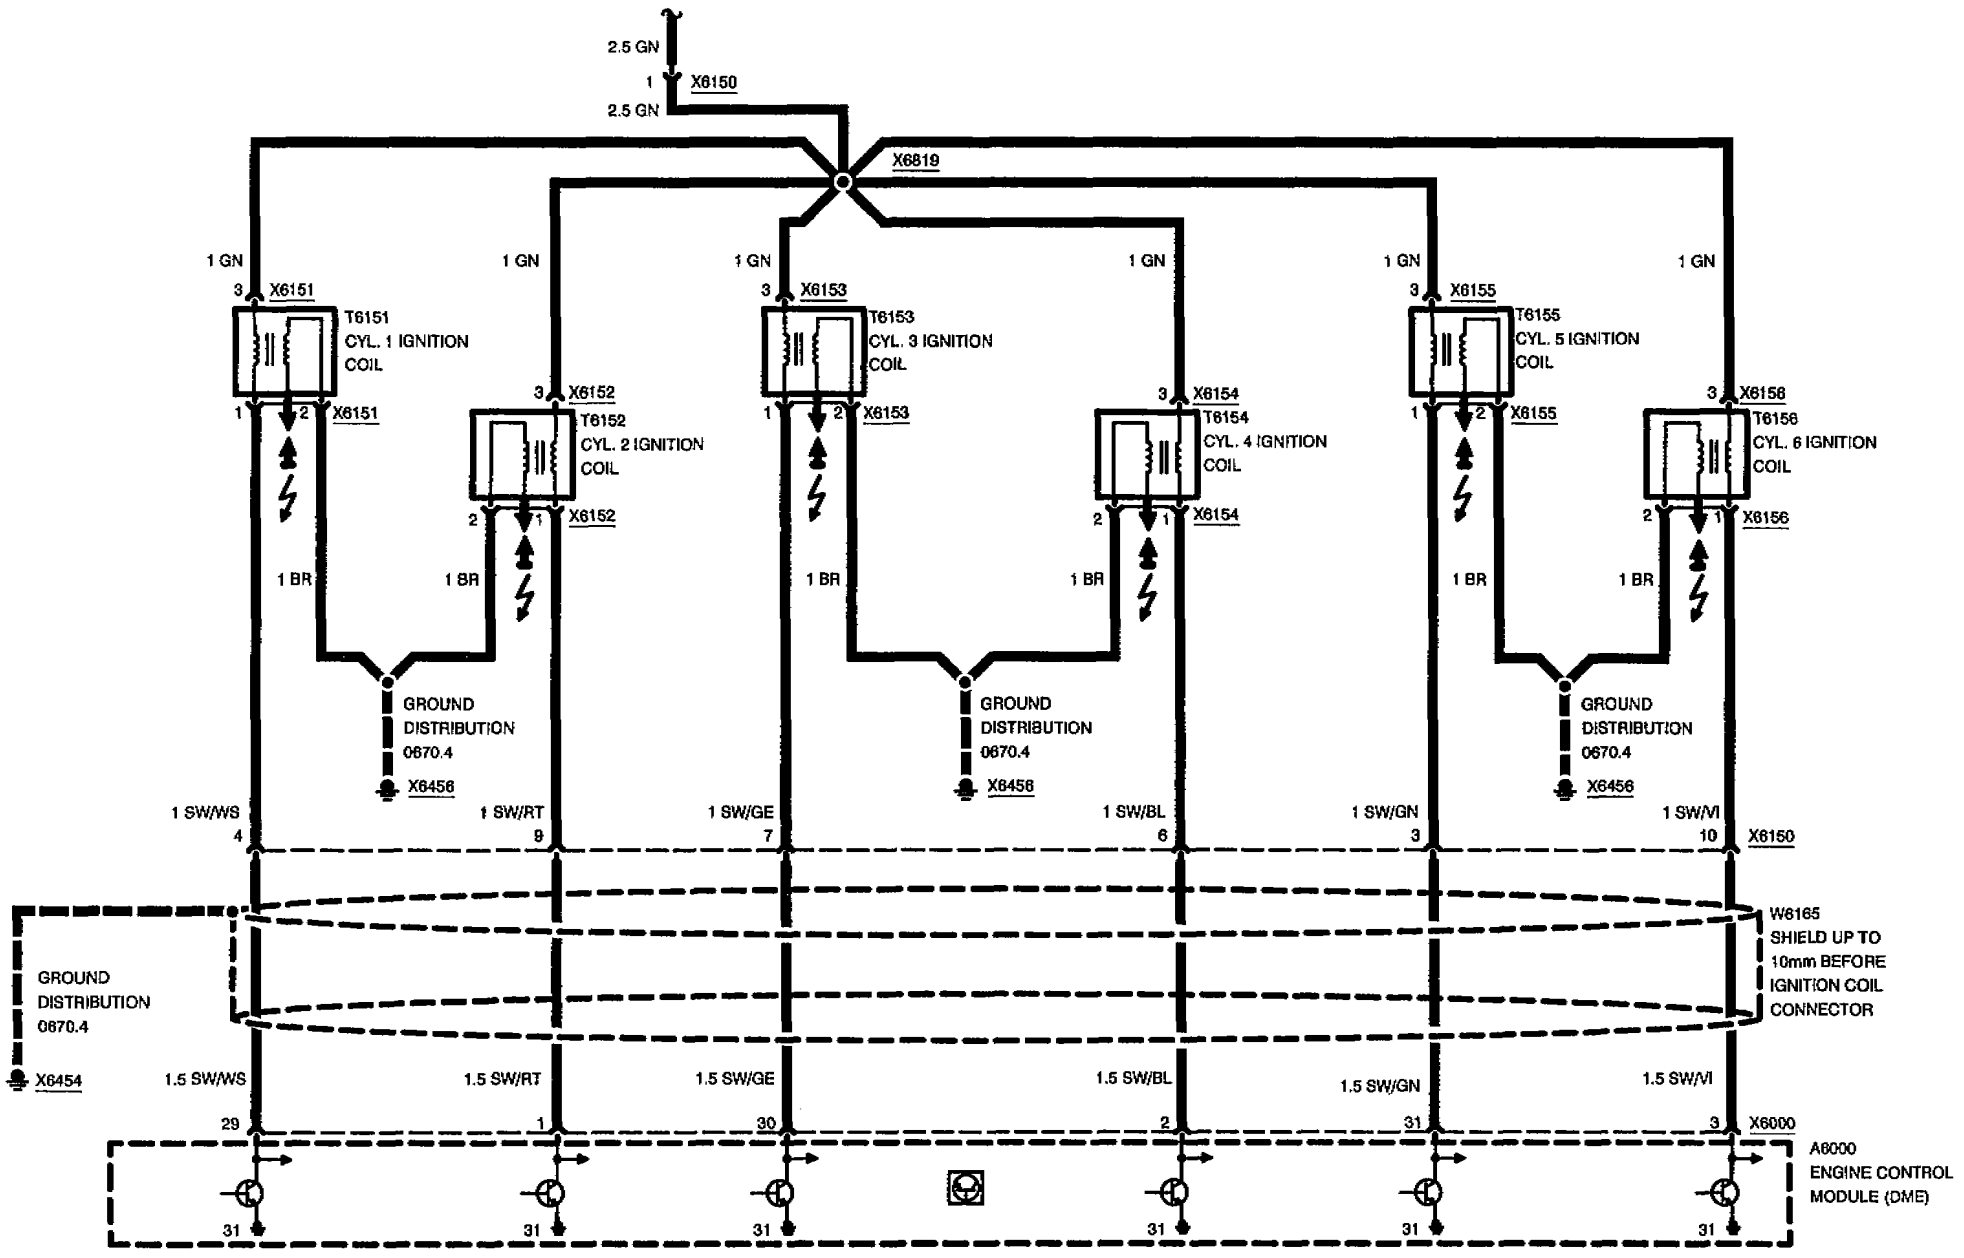 2.5 GN
1 X6150
2.5 GN
X6819
1 GN 1 GN 1 GN 1 GN 1 GN 1 GN
3 X6151
3 X6153
3 X6155
T6151
CYL. 1 IGNITION
COIL
T6153
CYL. 3 IGNITION
COIL
T6155
CYL. 5 IGNITION
COIL
3 X6152
3 X6154
3 X6156
1 2 X6151
1 2 X6153
1 2 X6155
T6152
CYL. 2 IGNITION
COIL
T6154
CYL. 4 IGNITION
COIL
T6156
CYL. 6 IGNITION
COIL
2 1 X6152
2 1 X6154
2 1 X6156
1 BR 1 BR 1 BR 1 BR 1 BR 1 BR
GROUND
DISTRIBUTION
0670.4
X6456
GROUND
DISTRIBUTION
0670.4
X6456
GROUND
DISTRIBUTION
0670.4
X6456
1 SW/WS 1 SW/RT 1 SW/GE 1 SW/BL 1 SW/GN 1 SW/VI
4 9 7 6 3 10 X6150
W6165
SHIELD UP TO
10mm BEFORE
IGNITION COIL
CONNECTOR
GROUND
DISTRIBUTION
0670.4
X6454
1.5 SW/WS 1.5 SW/RT 1.5 SW/GE 1.5 SW/BL 1.5 SW/GN 1.5 SW/VI
29 1 30 2 31 3 X6000
A6000
ENGINE CONTROL
MODULE (DME)
31 31 31 31 31 31